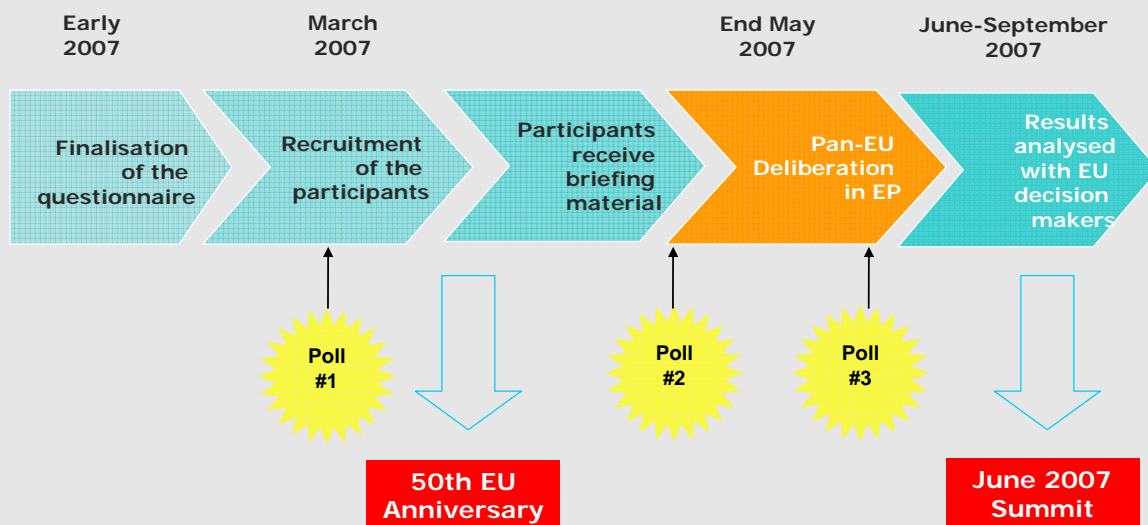 Early
2007
March
2007
End May
2007
June-September
2007
Finalisation
of the
questionnaire
Recruitment
of the
participants
Participants
receive
briefing
material
Pan-EU
Deliberation
in EP
Results
analysed
with EU
decision
makers
Poll
#1
Poll
#2
Poll
#3
50th EU
Anniversary
June 2007
Summit